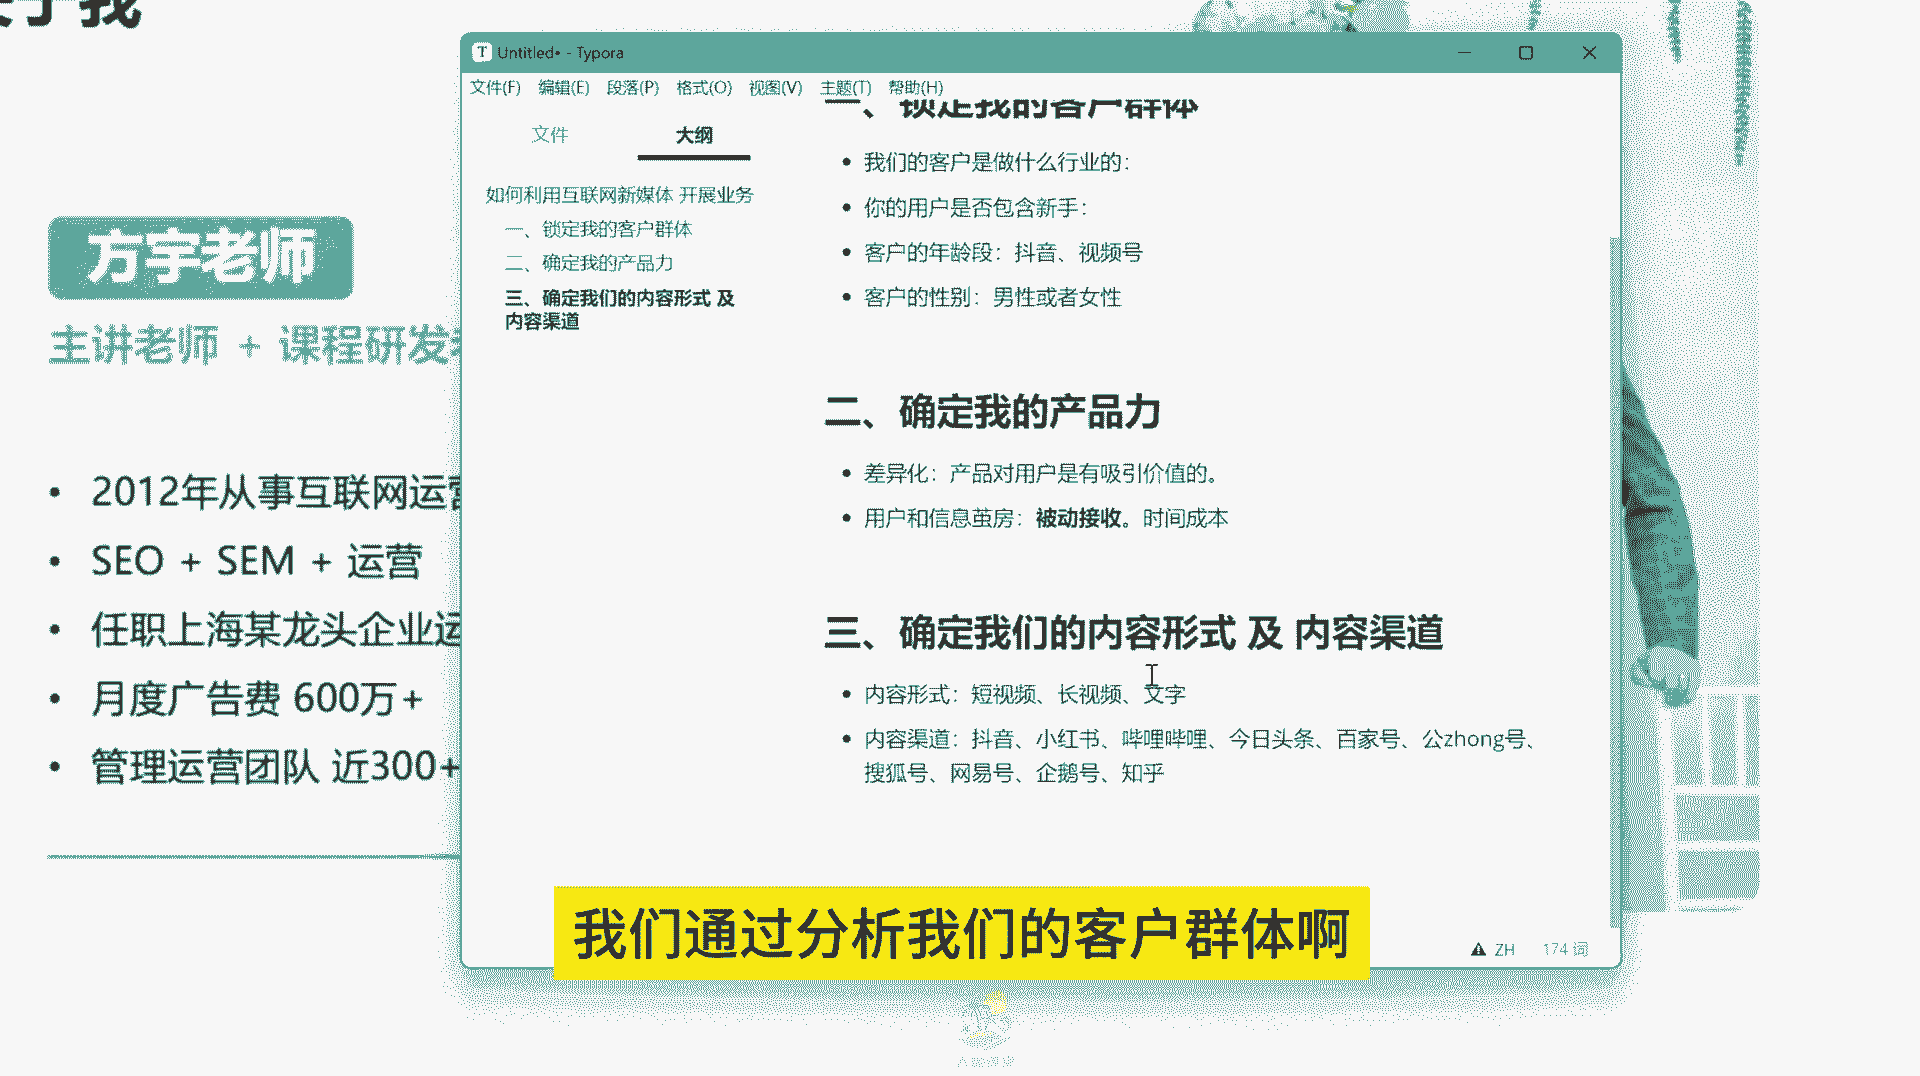 于我
方宇老师
主讲老师 + 课程研发
2012年从事互联网运营
SEO + SEM + 运营
任职上海某龙头企业运
月度广告费 600万+
管理运营团队 近300+
Untitled• - Typora
文件(F) 编辑(E) 段落(P) 格式(O) 视图(V) 主题(T) 帮助(H)
文件 大纲
如何利用互联网新媒体 开展业务
一、锁定我的客户群体
二、确定我的产品力
三、确定我们的内容形式 及
内容渠道
一、锁定我的客户群体
我们的客户是做什么行业的：
你的用户是否包含新手：
客户的年龄段：抖音、视频号
客户的性别：男性或者女性
二、确定我的产品力
差异化：产品对用户是有吸引价值的。
用户和信息茧房：被动接收。时间成本
三、确定我们的内容形式 及 内容渠道
内容形式：短视频、长视频、文字
内容渠道：抖音、小红书、哔哩哔哩、今日头条、百家号、公zhong号、
搜狐号、网易号、企鹅号、知乎
ZH 174 词
我们通过分析我们的客户群体啊